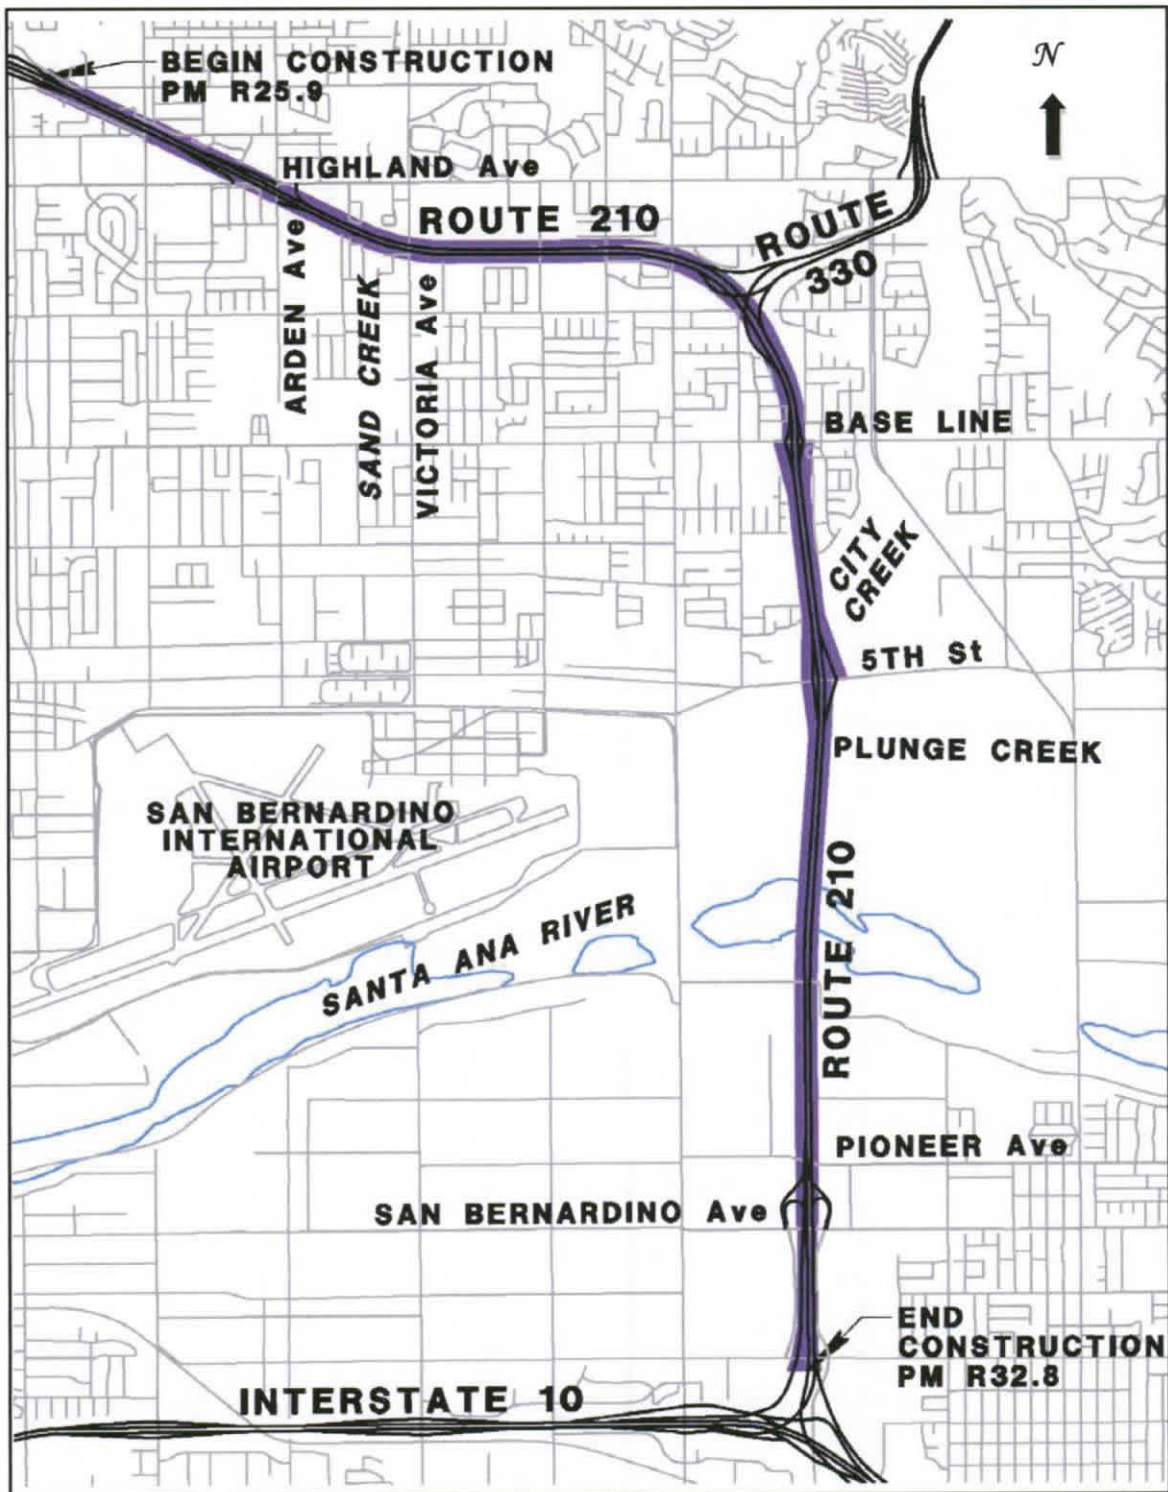 BEGIN CONSTRUCTION
PM R25.9
N
HIGHLAND Ave
ROUTE 210
ROUTE
330
ARDEN Ave
SAND CREEK
VICTORIA Ave
BASE LINE
CITY
CREEK
5TH St
PLUNGE CREEK
SAN BERNARDINO
INTERNATIONAL
AIRPORT
ROUTE 210
SANTA ANA RIVER
PIONEER Ave
SAN BERNARDINO Ave
END
CONSTRUCTION
PM R32.8
INTERSTATE 10